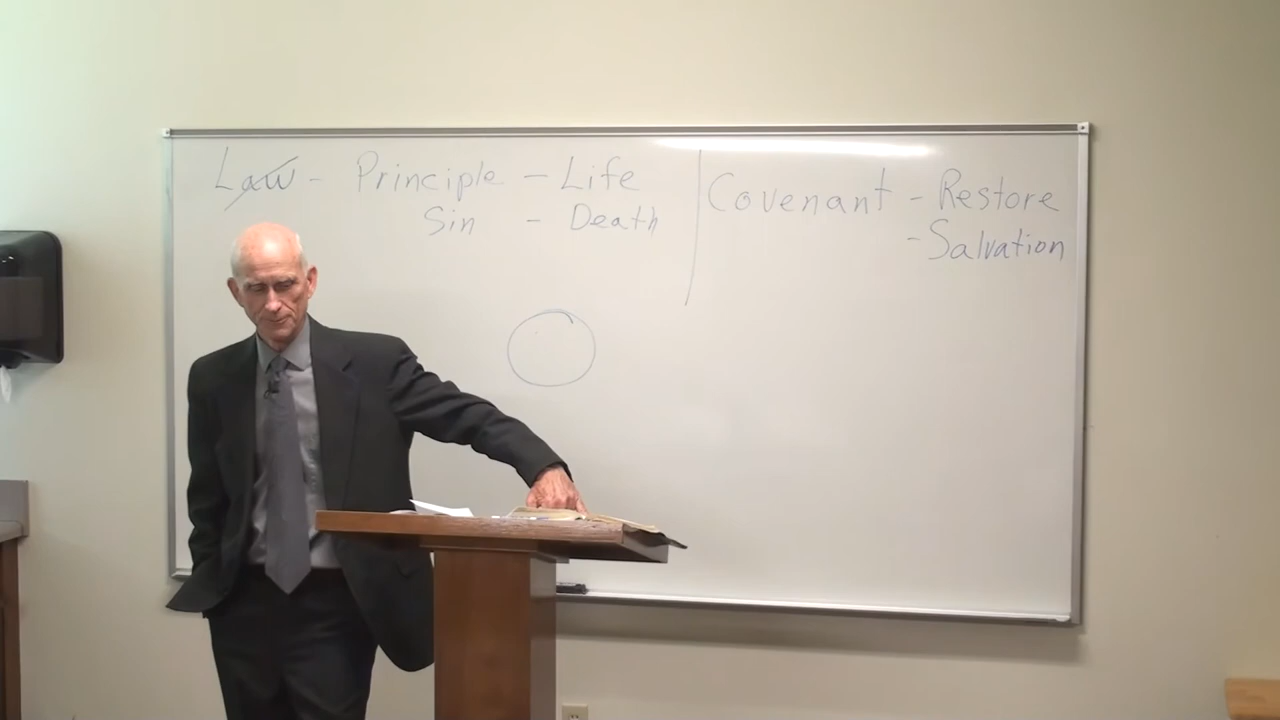 Law - Principle - Life
Sin - Death
Covenant - Restore
- Salvation